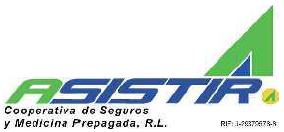 ASISTIR
Cooperativa de Seguros
y Medicina Prepagada, R.L.